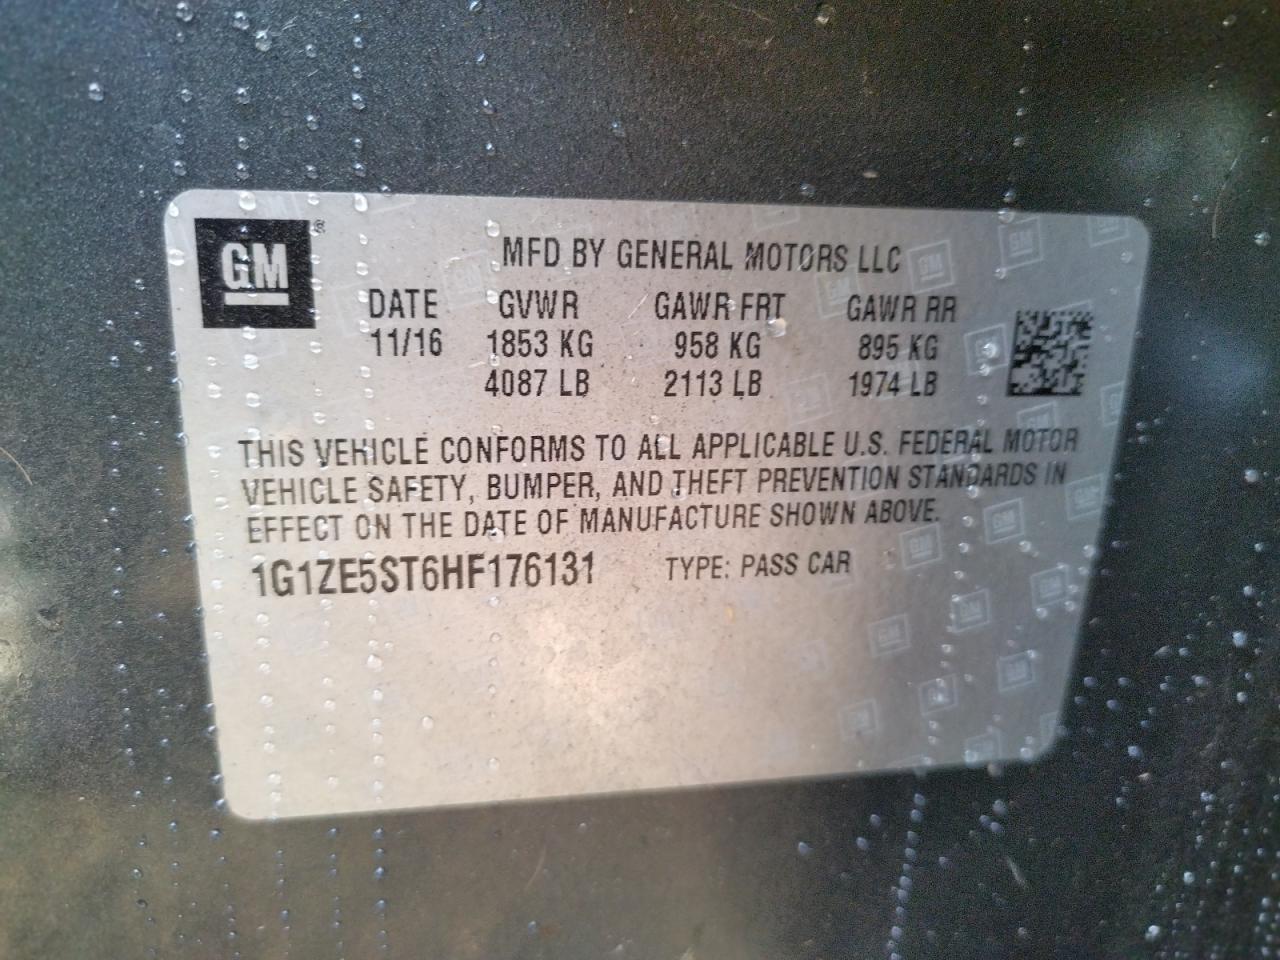 GM®
MFD BY GENERAL MOTORS LLC
DATE GVWR GAWR FRT GAWR RR
11/16 1853 KG 958 KG 895 KG
4087 LB 2113 LB 1974 LB
THIS VEHICLE CONFORMS TO ALL APPLICABLE U.S. FEDERAL MOTOR
VEHICLE SAFETY, BUMPER, AND THEFT PREVENTION STANDARDS IN
EFFECT ON THE DATE OF MANUFACTURE SHOWN ABOVE.
1G1ZE5ST6HF176131 TYPE: PASS CAR